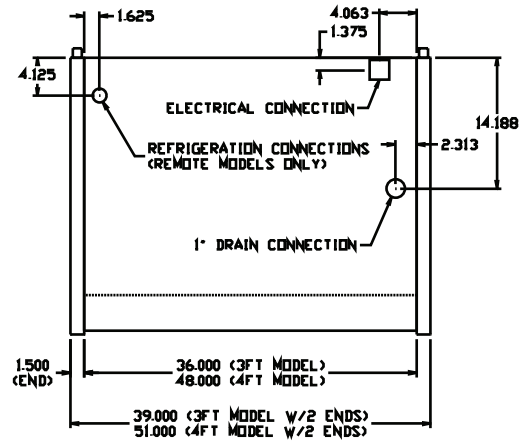 1.625
4.063
1.375
4.125
ELECTRICAL CONNECTION
14.188
REFRIGERATION CONNECTIONS
(REMOTE MODELS ONLY)
2.313
1" DRAIN CONNECTION
1.500
(END)
36.000 (3FT MODEL)
48.000 (4FT MODEL)
39.000 (3FT MODEL W/2 ENDS)
51.000 (4FT MODEL W/2 ENDS)